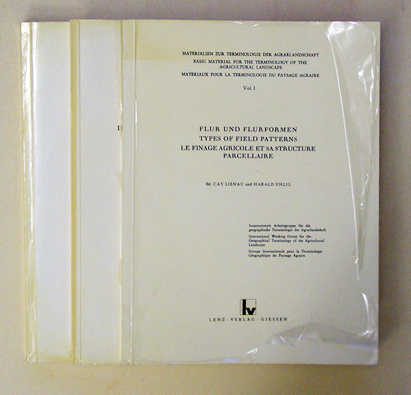 MATERIALIEN ZUR TERMINOLOGIE DER AGRARLANDSCHAFT
BASIC MATERIAL FOR THE TERMINOLOGY OF THE
AGRICULTURAL LANDSCAPE
MATERIAUX POUR LA TERMINOLOGIE DU PAYSAGE AGRAIRE
Vol. I
FLUR UND FLURFORMEN
TYPES OF FIELD PATTERNS
LE FINAGE AGRICOLE ET SA STRUCTURE
PARCELLAIRE
Ed. CAY LIENAU und HARALD UHLIG
Internationale Arbeitsgruppe für die
geographische Terminologie der Agrarlandschaft
International Working Group for the
Geographical Terminology of the Agricultural
Landscape
Groupe Internationale pour la Terminologie
Géographique du Paysage Agraire
lv
LENZ-VERLAG-GIESSEN